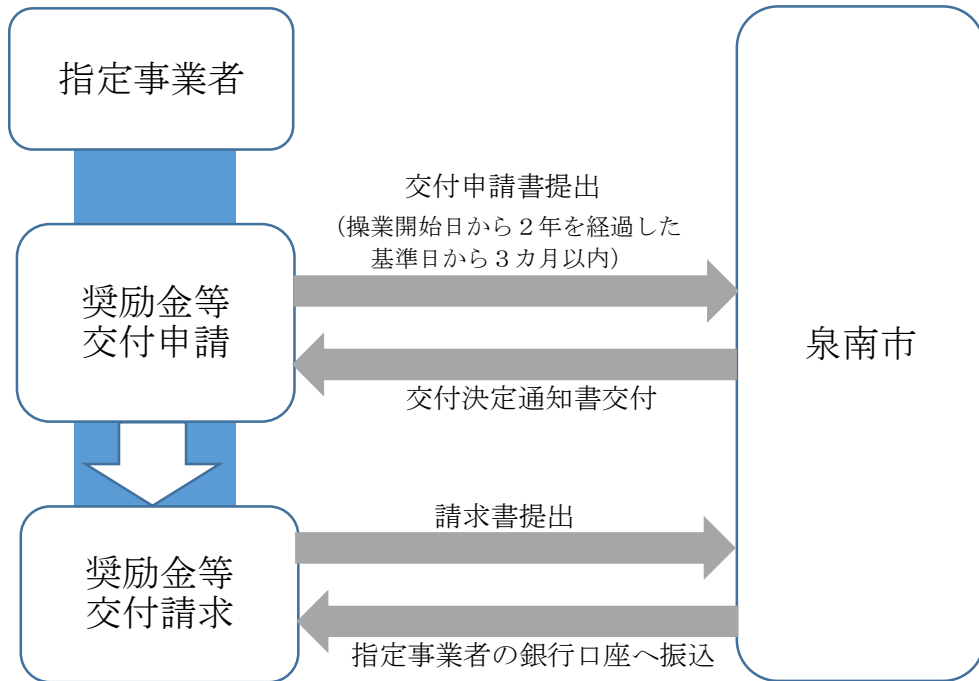 指定事業者
交付申請書提出
（操業開始日から２年を経過した
基準日から３カ月以内）
奨励金等
交付申請
泉南市
交付決定通知書交付
請求書提出
奨励金等
交付請求
指定事業者の銀行口座へ振込